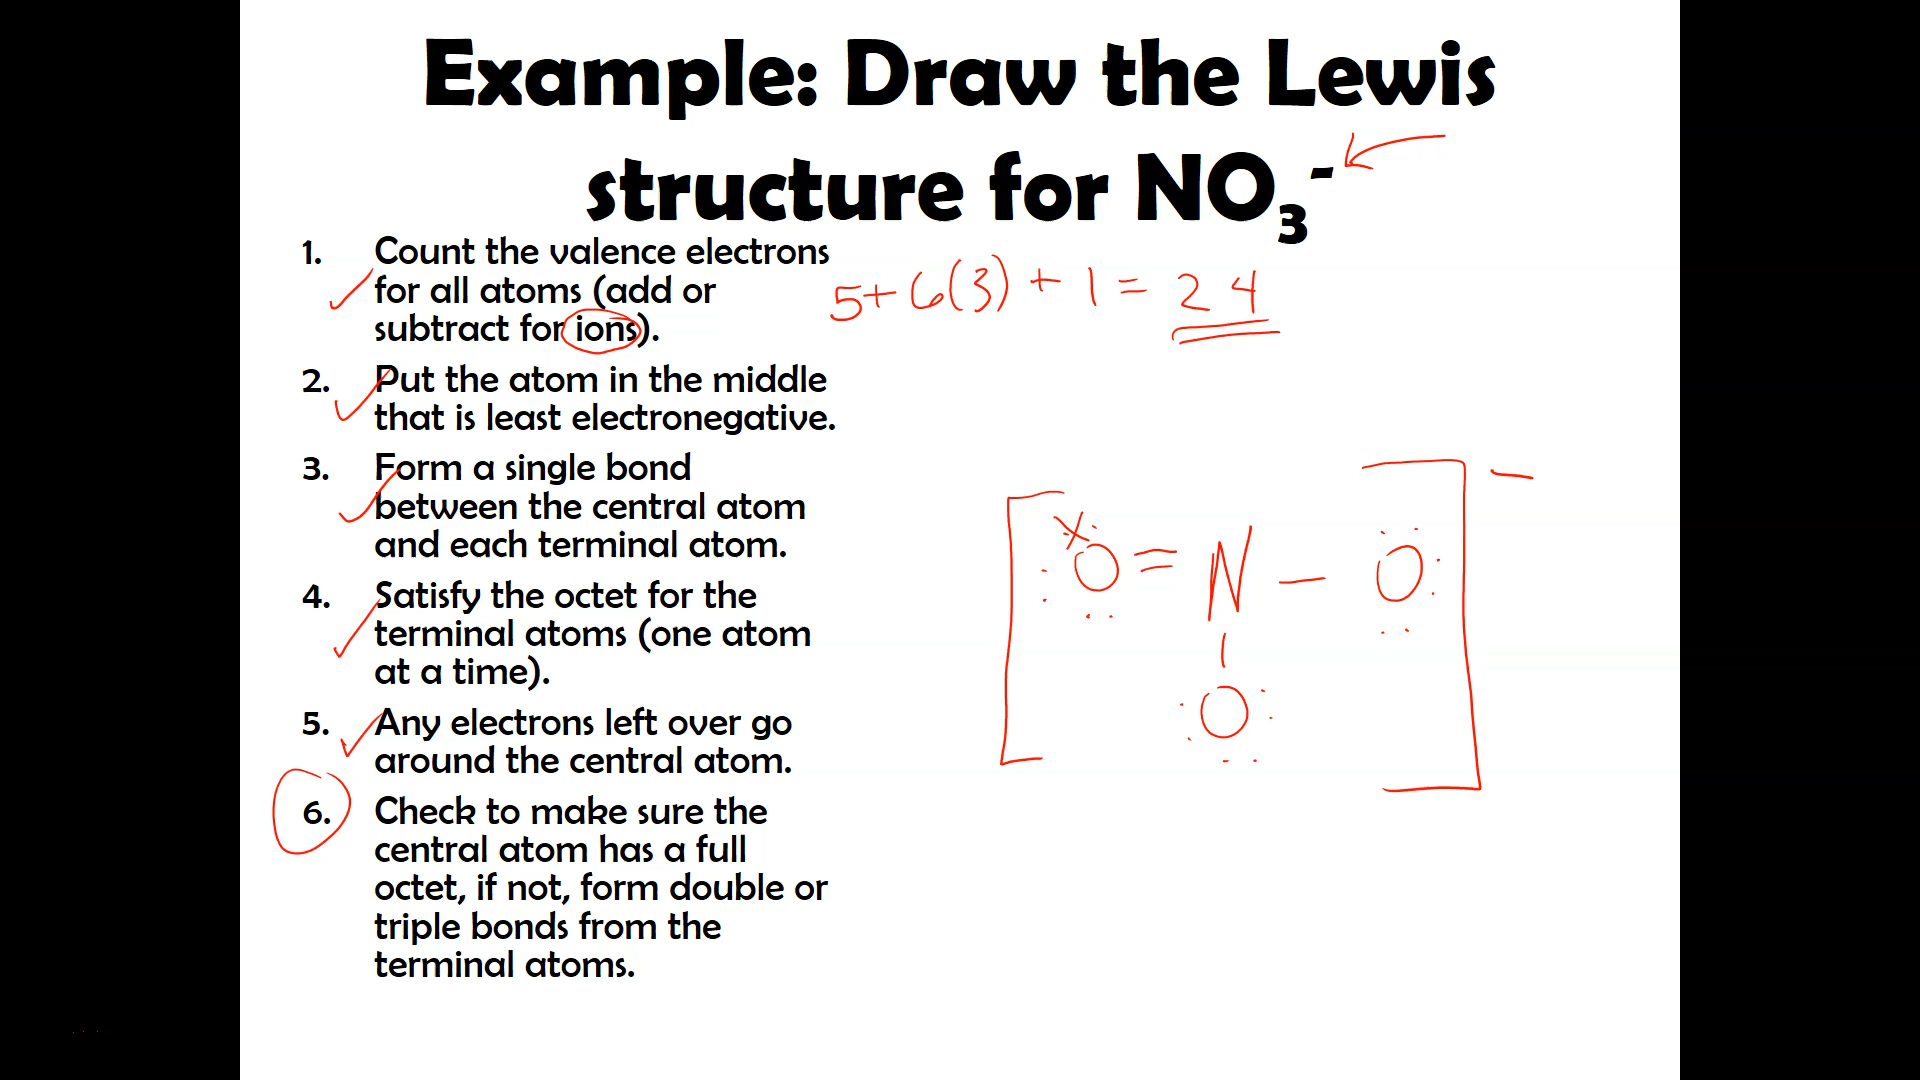 Example: Draw the Lewis
structure for NO₃⁻
1. Count the valence electrons
for all atoms (add or
subtract for ions).
5+ 6(3) + 1 = 24
2. Put the atom in the middle
that is least electronegative.
3. Form a single bond
between the central atom
and each terminal atom.
4. Satisfy the octet for the
terminal atoms (one atom
at a time).
5. Any electrons left over go
around the central atom.
6. Check to make sure the
central atom has a full
octet, if not, form double or
triple bonds from the
terminal atoms.
[O = N – O]⁻
|
O